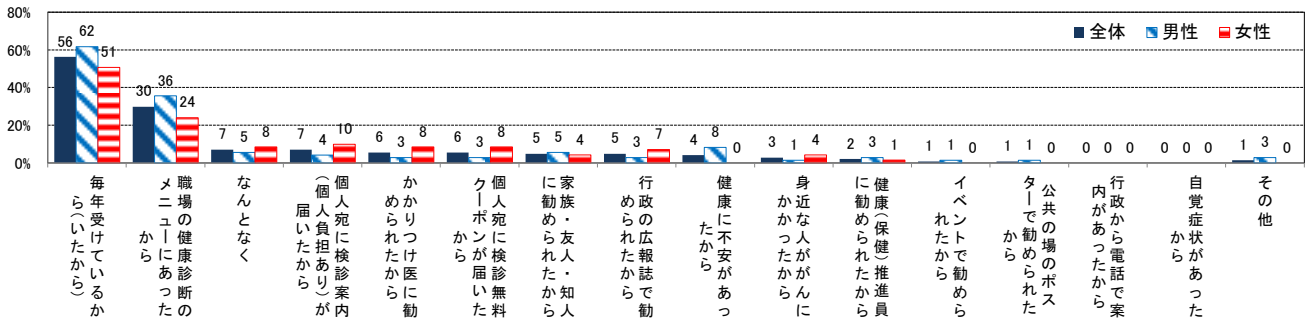 80%
60%
40%
20%
0%
全体 男性 女性
56 62 51
30 36 24
7 5 8
7 4 10
6 3 8
6 3 8
5 5 4
5 3 7
4 8 0
3 1 4
2 3 1
1 1 0
1 1 0
0 0 0
0 0 0
1 3 0
毎年受けているか
ら(いたから)
職場の健康診断の
メニューにあった
から
なんとなく
個人宛に検診案内
(個人負担あり)が
届いたから
かかりつけ医に勧
められたから
個人宛に検診無料
クーポンが届いた
から
家族・友人・知人
に勧められたから
行政の広報誌で勧
められたから
健康に不安があっ
たから
身近な人ががんに
かかったから
健康(保健)推進員
に勧められたから
イベントで勧めら
れたから
公共の場のポス
ターで勧められた
から
行政から電話で案
内があったから
自覚症状があった
から
その他